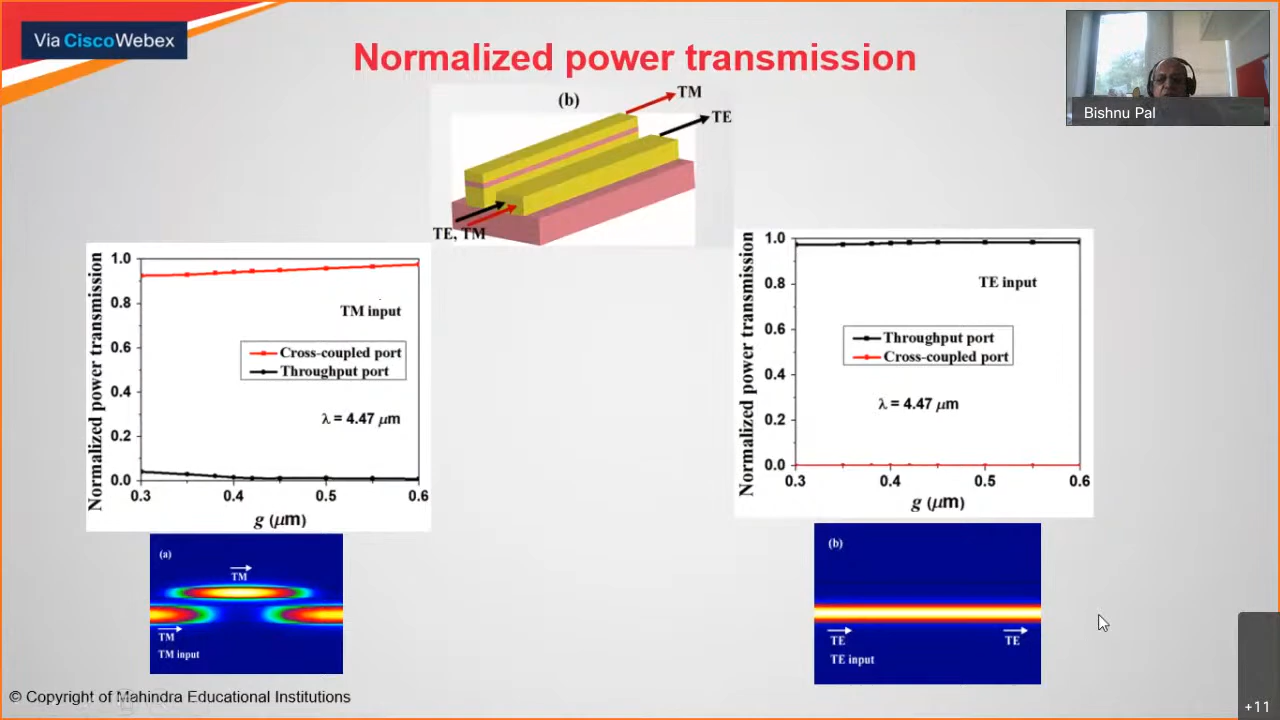 Via Cisco Webex
Normalized power transmission
Bishnu Pal
(b)
TM
TE
TE, TM
Normalized power transmission
1.0
0.8
0.6
0.4
0.2
0.0
TM input
Cross-coupled port
Throughput port
λ = 4.47 μm
0.3 0.4 0.5 0.6
g (μm)
Normalized power transmission
1.0
0.8
0.6
0.4
0.2
0.0
TE input
Throughput port
Cross-coupled port
λ = 4.47 μm
0.3 0.4 0.5 0.6
g (μm)
(a)
TM
TM
TM input
(b)
TE TE
TE input
© Copyright of Mahindra Educational Institutions
+11